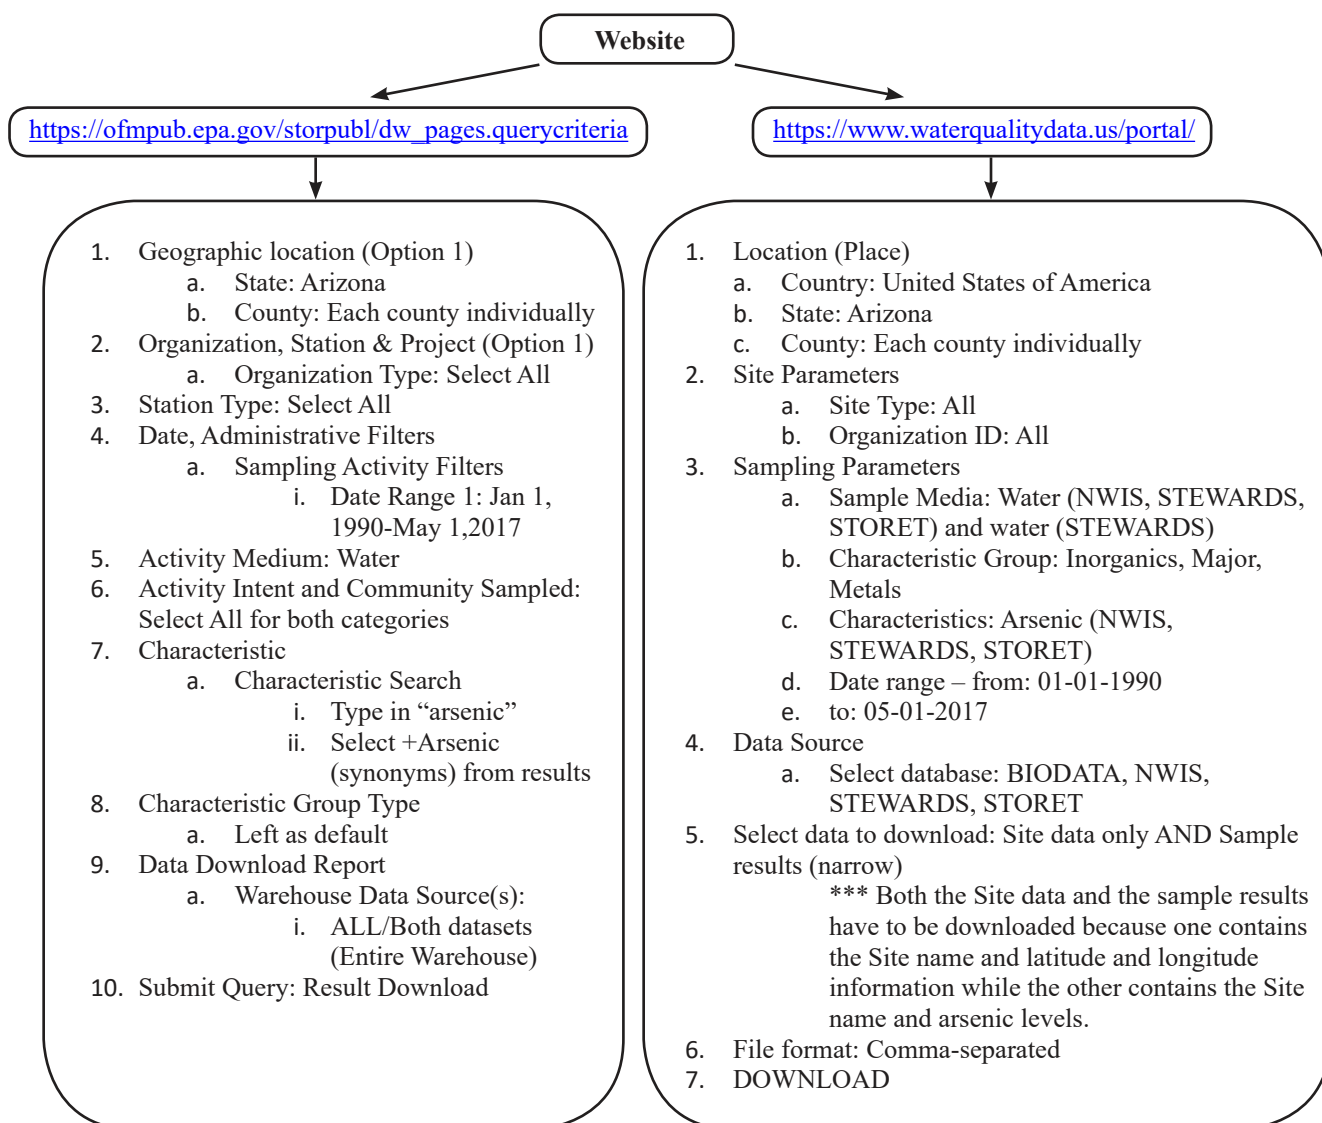 Website
https://ofmpub.epa.gov/storpubl/dw_pages.querycriteria
1. Geographic location (Option 1)
a. State: Arizona
b. County: Each county individually
2. Organization, Station & Project (Option 1)
a. Organization Type: Select All
3. Station Type: Select All
4. Date, Administrative Filters
a. Sampling Activity Filters
i. Date Range 1: Jan 1,
1990-May 1,2017
5. Activity Medium: Water
6. Activity Intent and Community Sampled:
Select All for both categories
7. Characteristic
a. Characteristic Search
i. Type in “arsenic”
ii. Select +Arsenic
(synonyms) from results
8. Characteristic Group Type
a. Left as default
9. Data Download Report
a. Warehouse Data Source(s):
i. ALL/Both datasets
(Entire Warehouse)
10. Submit Query: Result Download
https://www.waterqualitydata.us/portal/
1. Location (Place)
a. Country: United States of America
b. State: Arizona
c. County: Each county individually
2. Site Parameters
a. Site Type: All
b. Organization ID: All
3. Sampling Parameters
a. Sample Media: Water (NWIS, STEWARDS,
STORET) and water (STEWARDS)
b. Characteristic Group: Inorganics, Major,
Metals
c. Characteristics: Arsenic (NWIS,
STEWARDS, STORET)
d. Date range – from: 01-01-1990
e. to: 05-01-2017
4. Data Source
a. Select database: BIODATA, NWIS,
STEWARDS, STORET
5. Select data to download: Site data only AND Sample
results (narrow)
*** Both the Site data and the sample results
have to be downloaded because one contains
the Site name and latitude and longitude
information while the other contains the Site
name and arsenic levels.
6. File format: Comma-separated
7. DOWNLOAD